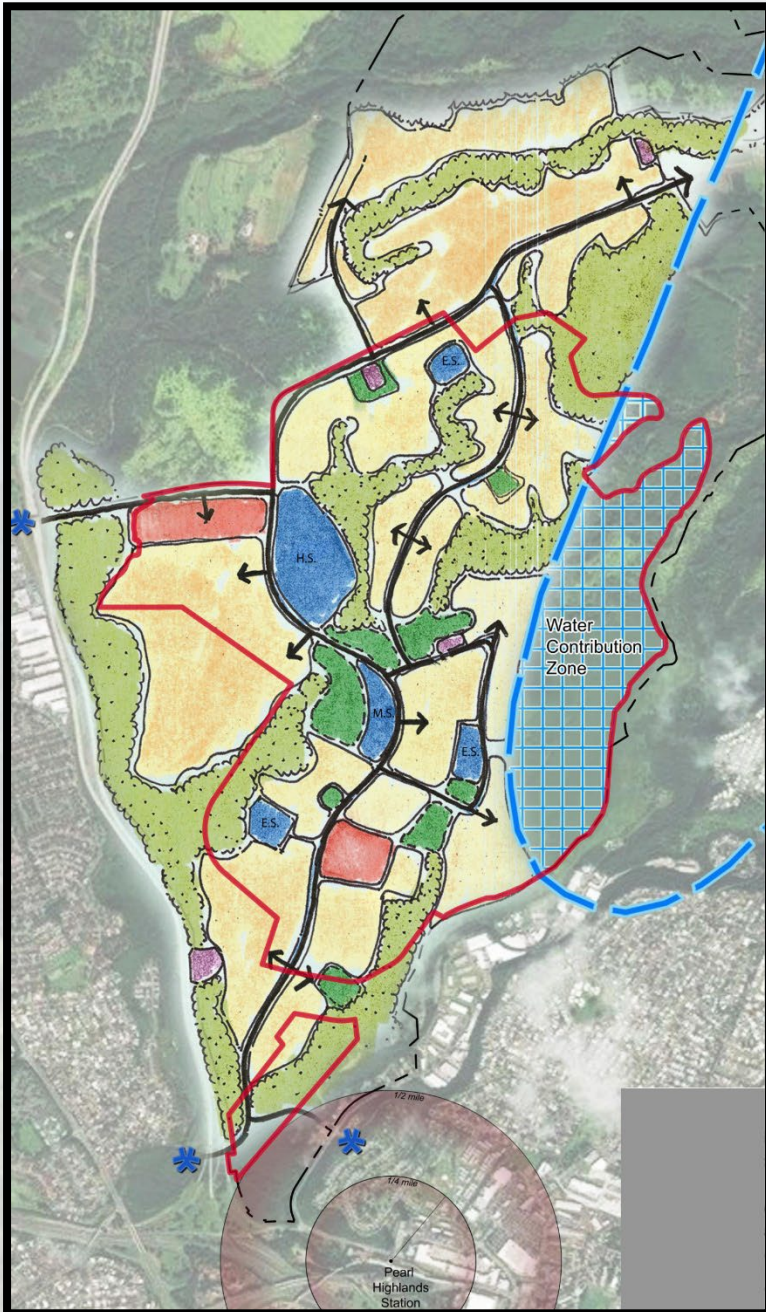 E.S.
H.S.
Water
Contribution
Zone
M.S.
E.S.
E.S.
1/2 mile
1/4 mile
Pearl
Highlands
Station